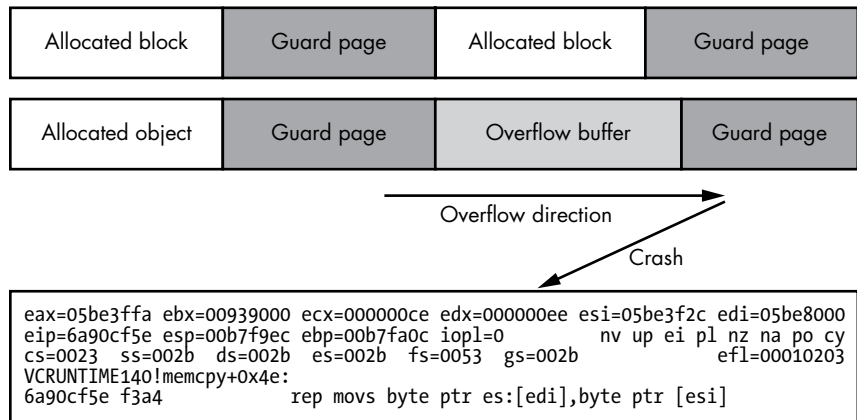 Allocated block Guard page Allocated block Guard page
Allocated object Guard page Overflow buffer Guard page
Overflow direction
Crash
eax=05be3ffa ebx=00939000 ecx=000000ce edx=000000ee esi=05be3f2c edi=05be8000
eip=6a90cf5e esp=00b7f9ec ebp=00b7fa0c iopl=0 nv up ei pl nz na po cy
cs=0023 ss=002b ds=002b es=002b fs=0053 gs=002b efl=00010203
VCRUNTIME140!memcpy+0x4e:
6a90cf5e f3a4 rep movs byte ptr es:[edi],byte ptr [esi]